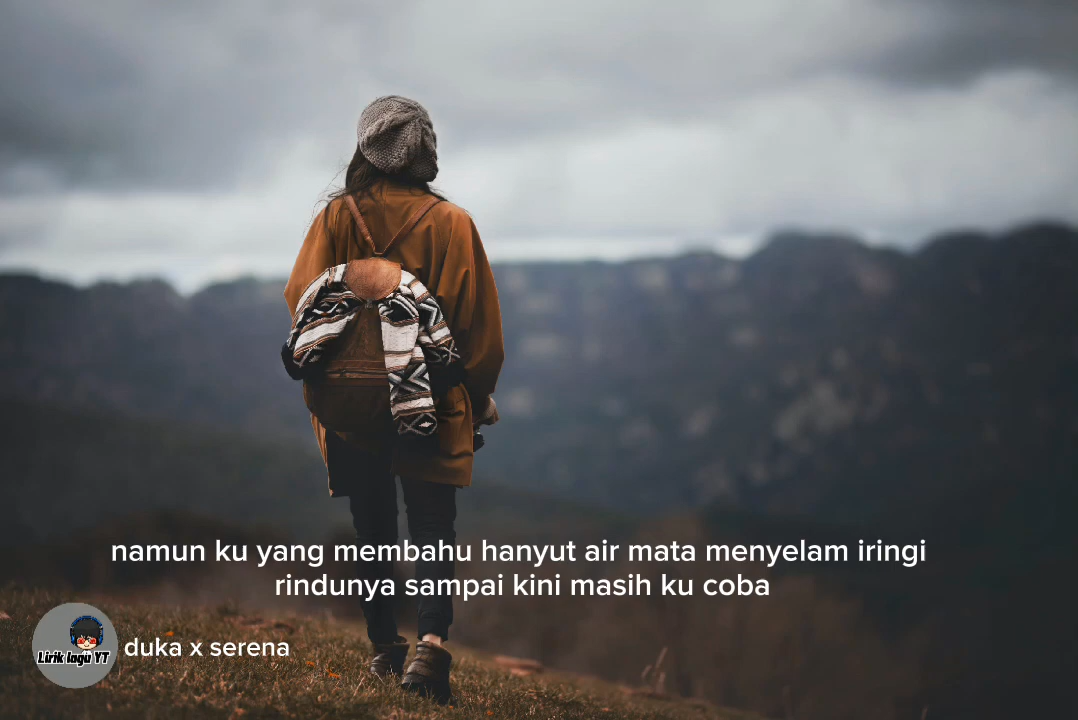 namun ku yang membahu hanyut air mata menyelam iringi
rindunya sampai kini masih ku coba
Lirik lagu YT
duka x serena